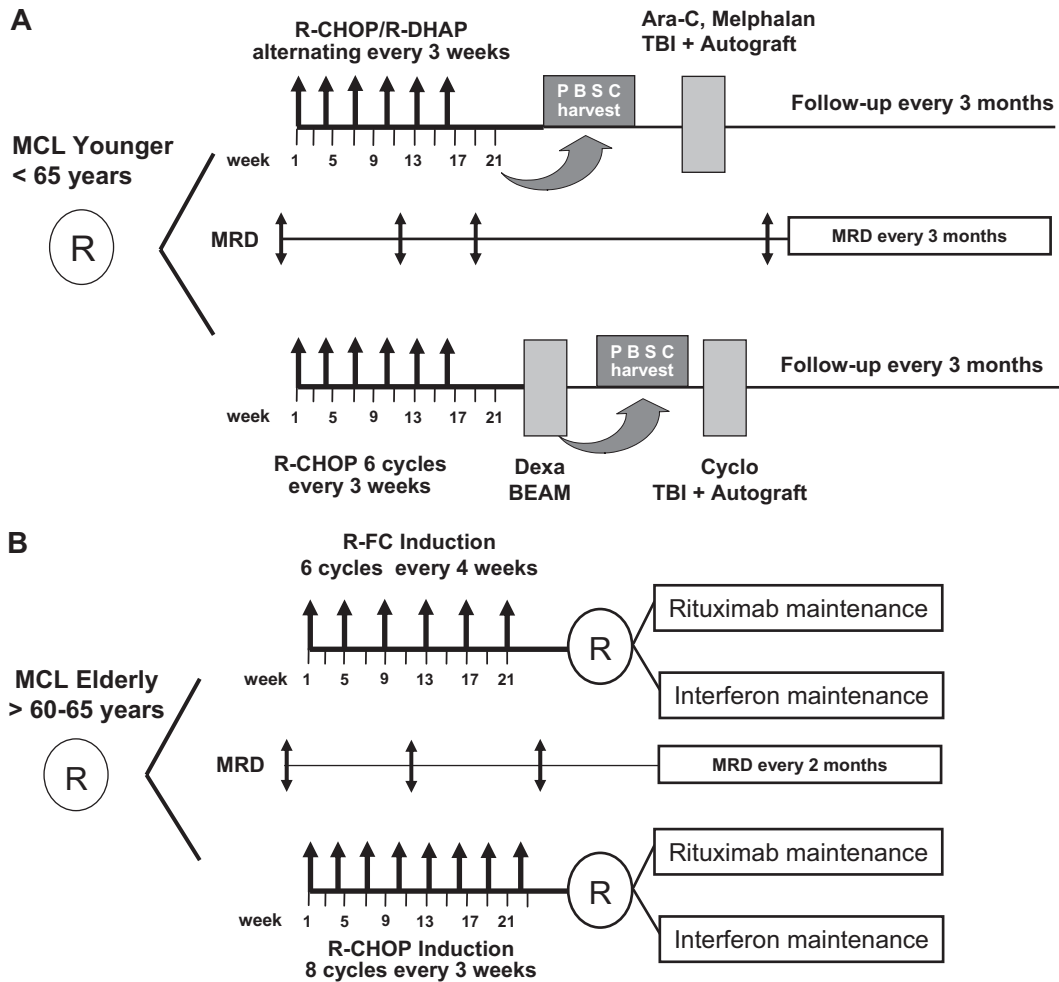 A
R-CHOP/R-DHAP
alternating every 3 weeks
Ara-C, Melphalan
TBI + Autograft
P B S C
harvest
Follow-up every 3 months
MCL Younger
< 65 years
week
1 5 9 13 17 21
R
MRD
MRD every 3 months
P B S C
harvest
Follow-up every 3 months
week
1 5 9 13 17 21
R-CHOP 6 cycles
every 3 weeks
Dexa
BEAM
Cyclo
TBI + Autograft
B
R-FC Induction
6 cycles every 4 weeks
Rituximab maintenance
R
MCL Elderly
> 60-65 years
week
1 5 9 13 17 21
Interferon maintenance
R
MRD
MRD every 2 months
Rituximab maintenance
R
week
1 5 9 13 17 21
Interferon maintenance
R-CHOP Induction
8 cycles every 3 weeks